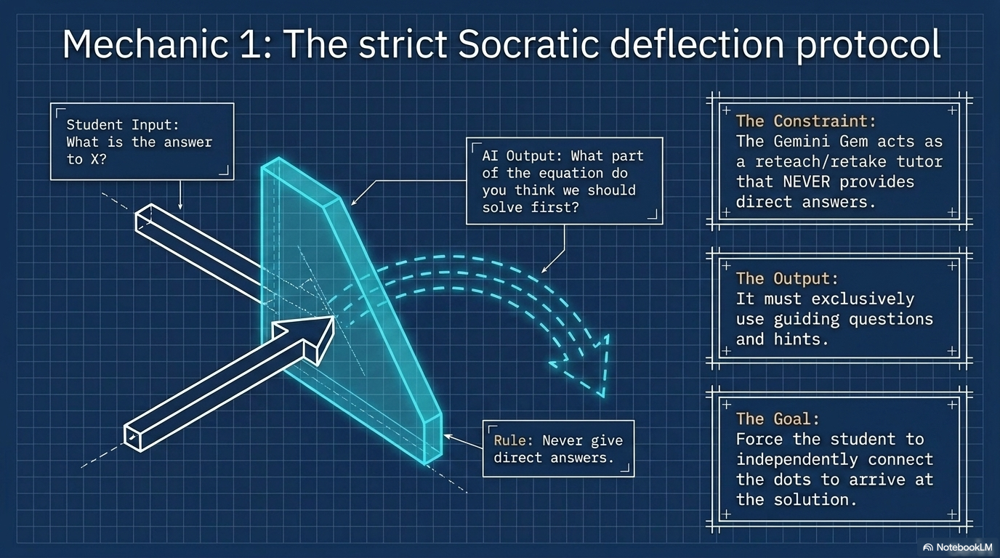 Mechanic 1: The strict Socratic deflection protocol
Student Input:
What is the answer
to X?
AI Output: What part
of the equation do
you think we should
solve first?
Rule: Never give
direct answers.
The Constraint:
The Gemini Gem acts as
a reteach/retake tutor
that NEVER provides
direct answers.
The Output:
It must exclusively
use guiding questions
and hints.
The Goal:
Force the student to
independently connect
the dots to arrive at
the solution.
NotebookLM